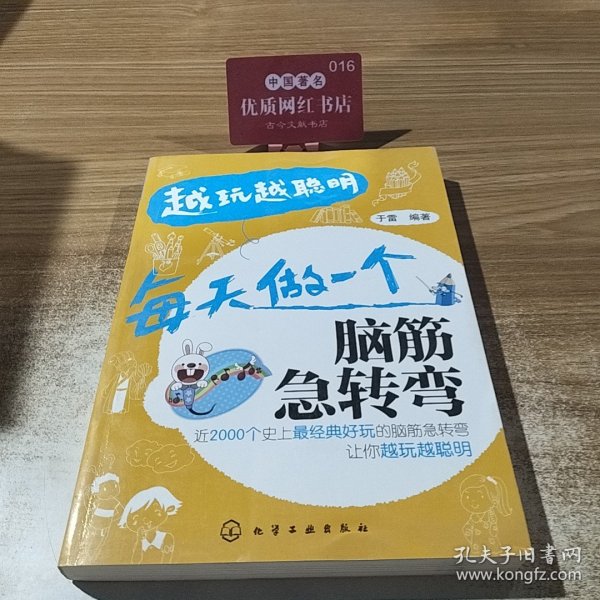 016
中国著名
优质网红书店
古今文献书店
越玩越聪明
于雷 编著
每天做一个
脑筋
急转弯
近2000个史上最经典好玩的脑筋急转弯
让你越玩越聪明
化学工业出版社
孔夫子旧书网
www.kongfz.com